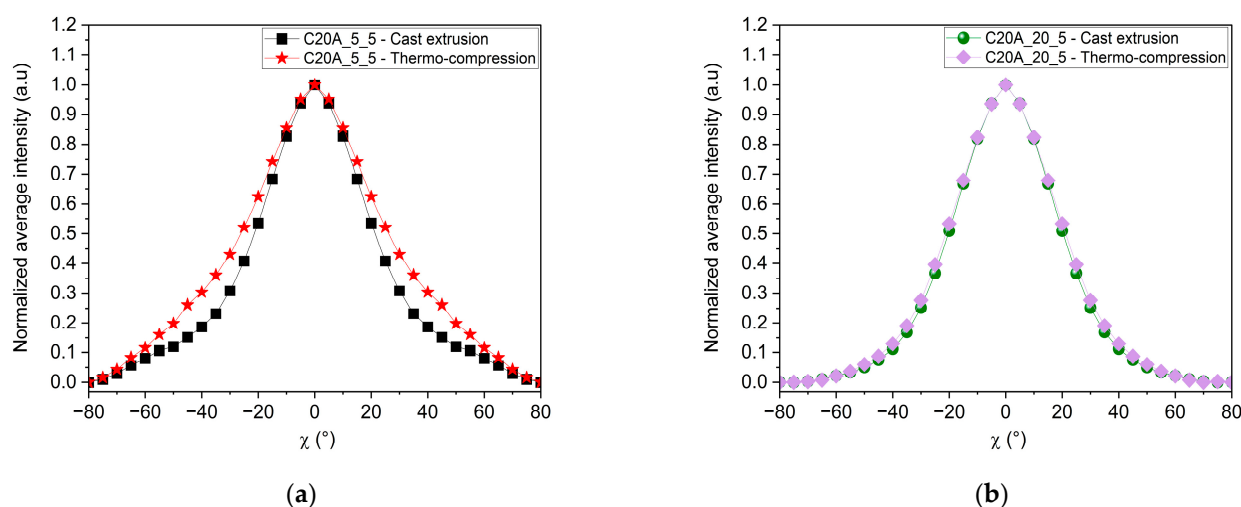 C20A_5_5 - Cast extrusion
C20A_5_5 - Thermo-compression
Normalized average intensity (a.u)
1.2
1.1
1.0
0.9
0.8
0.7
0.6
0.5
0.4
0.3
0.2
0.1
0.0
−80 −60 −40 −20 0 20 40 60 80
χ (°)
(a)
C20A_20_5 - Cast extrusion
C20A_20_5 - Thermo-compression
Normalized average intensity (a.u)
1.2
1.1
1.0
0.9
0.8
0.7
0.6
0.5
0.4
0.3
0.2
0.1
0.0
−80 −60 −40 −20 0 20 40 60 80
χ (°)
(b)